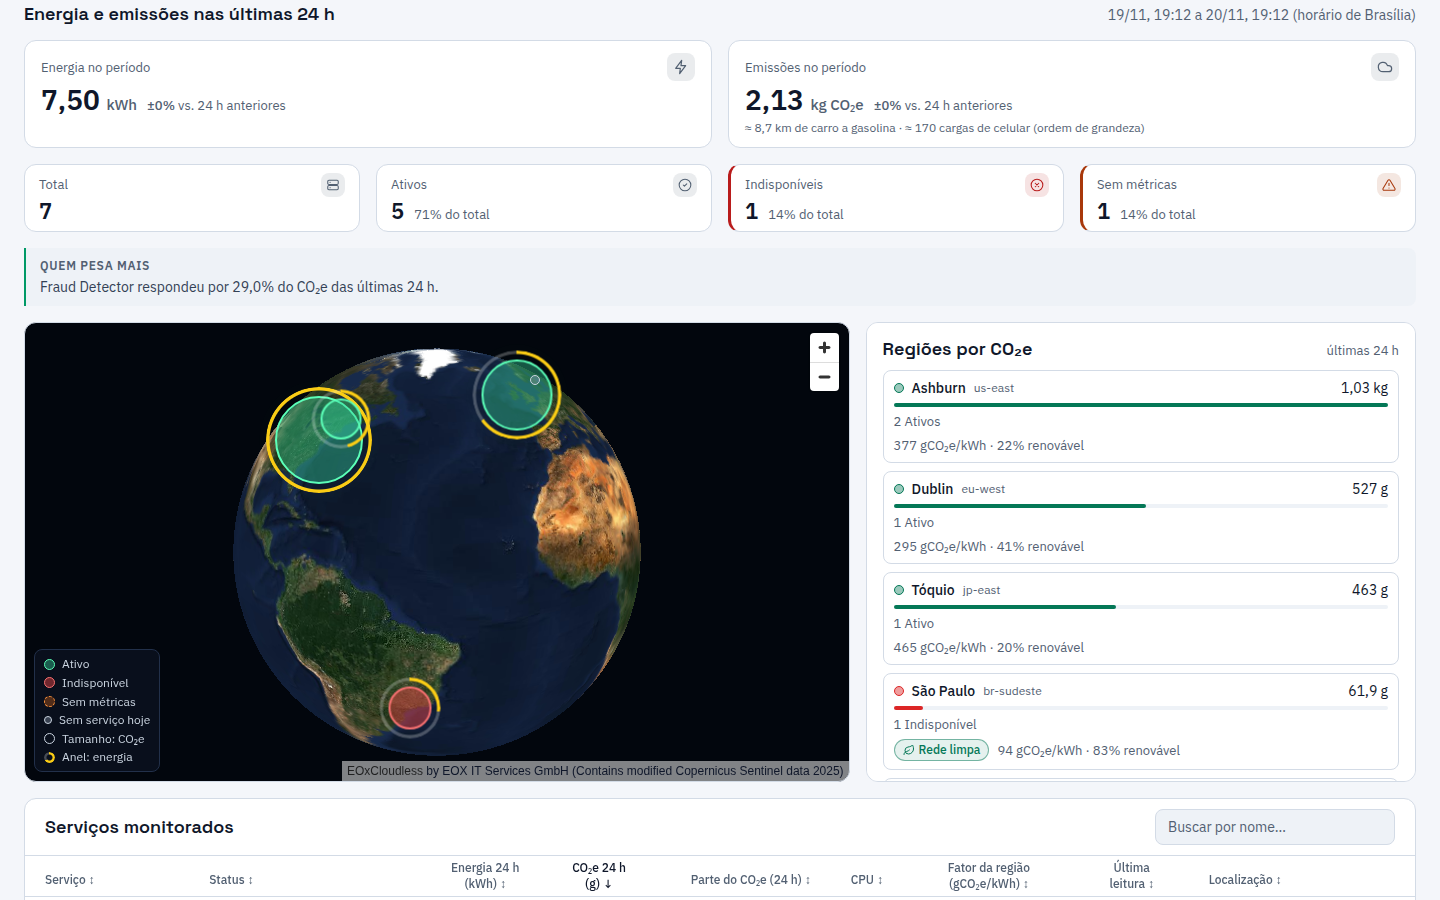 Energia e emissões nas últimas 24 h
19/11, 19:12 a 20/11, 19:12 (horário de Brasília)
Energia no período
7,50 kWh ±0% vs. 24 h anteriores
Emissões no período
2,13 kg CO₂e ±0% vs. 24 h anteriores
≈ 8,7 km de carro a gasolina · ≈ 170 cargas de celular (ordem de grandeza)
Total
7
Ativos
5 71% do total
Indisponíveis
1 14% do total
Sem métricas
1 14% do total
QUEM PESA MAIS
Fraud Detector respondeu por 29,0% do CO₂e das últimas 24 h.
+
−
Ativo
Indisponível
Sem métricas
Sem serviço hoje
Tamanho: CO₂e
Anel: energia
EOxCloudless by EOX IT Services GmbH (Contains modified Copernicus Sentinel data 2025)
Regiões por CO₂e
últimas 24 h
Ashburn us-east 1,03 kg
2 Ativos
377 gCO₂e/kWh · 22% renovável
Dublin eu-west 527 g
1 Ativo
295 gCO₂e/kWh · 41% renovável
Tóquio jp-east 463 g
1 Ativo
465 gCO₂e/kWh · 20% renovável
São Paulo br-sudeste 61,9 g
1 Indisponível
Rede limpa 94 gCO₂e/kWh · 83% renovável
Serviços monitorados
Buscar por nome...
Serviço ↕
Status ↕
Energia 24 h
(kWh) ↕
CO₂e 24 h
(g) ↓
Parte do CO₂e (24 h) ↕
CPU ↕
Fator da região
(gCO₂e/kWh) ↕
Última
leitura ↕
Localização ↕